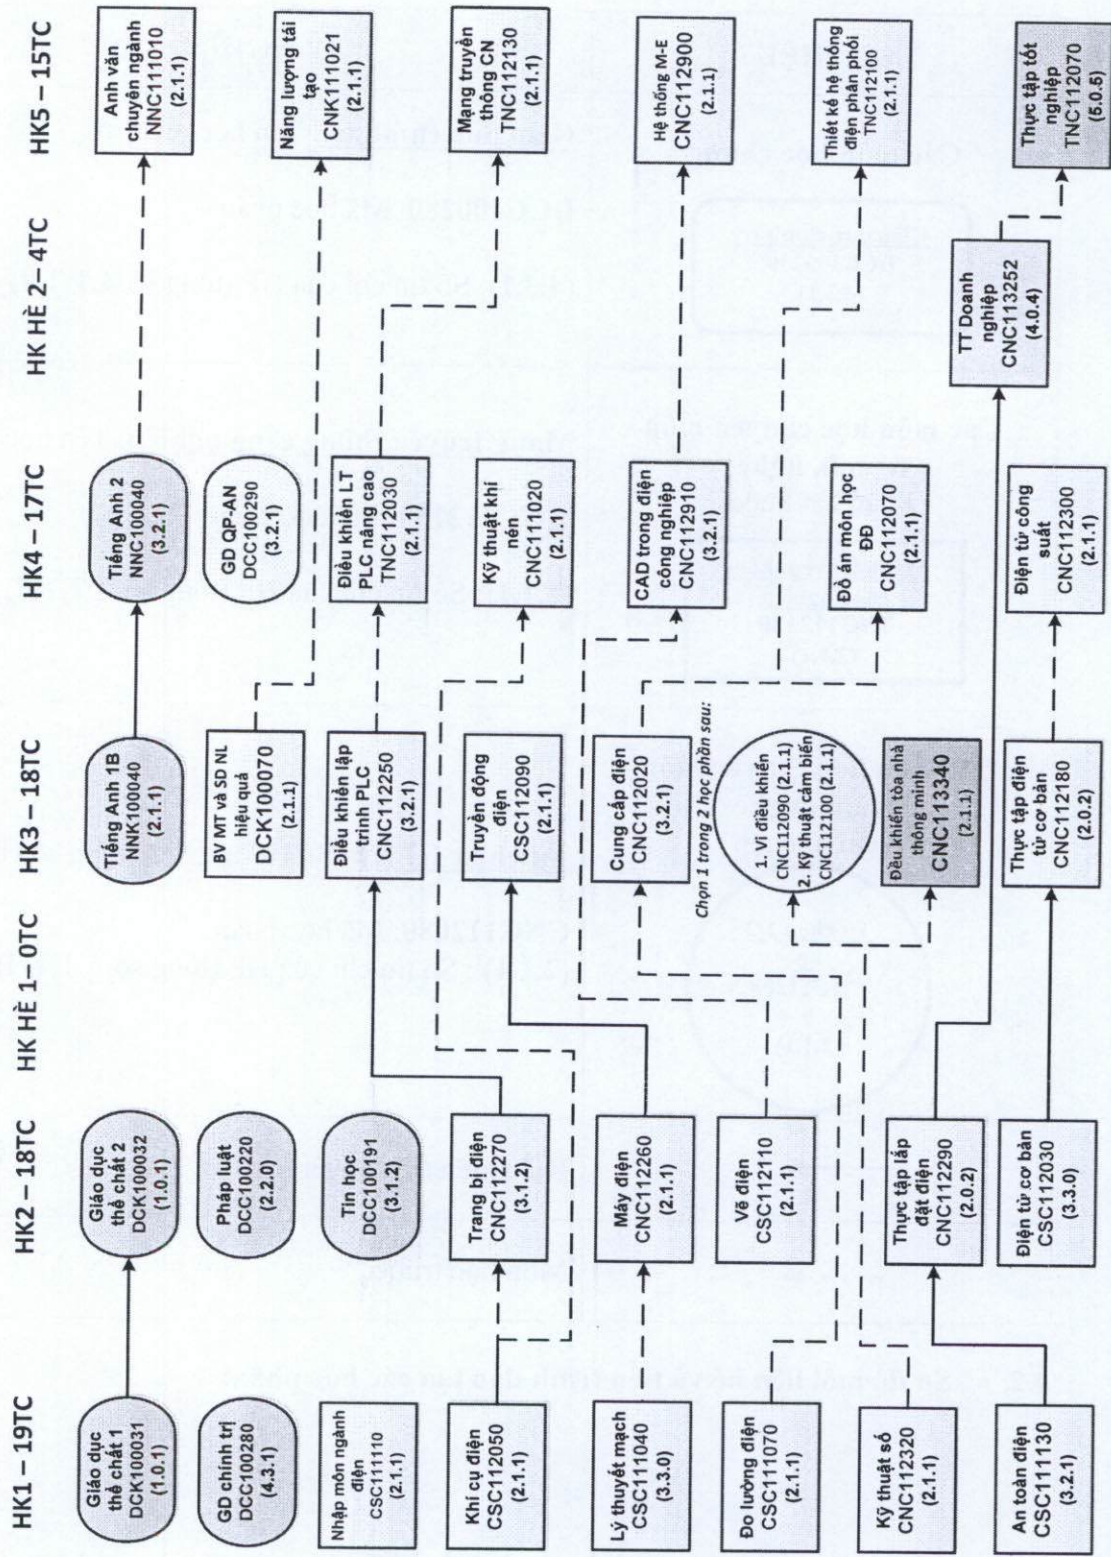 HK1 – 19TC
Giáo dục
thể chất 1
DCK100031
(1.0.1)
GD chính trị
DCC100280
(4.3.1)
Nhập môn ngành
điện
CSC111110
(2.1.1)
Khí cụ điện
CSC112050
(2.1.1)
Lý thuyết mạch
CSC111040
(3.3.0)
Đo lường điện
CSC111070
(2.1.1)
Kỹ thuật số
CNC112320
(2.1.1)
An toàn điện
CSC111130
(3.2.1)
HK2 – 18TC
Giáo dục
thể chất 2
DCK100032
(1.0.1)
Pháp luật
DCC100220
(2.2.0)
Tin học
DCC100191
(3.1.2)
Trang bị điện
CNC112270
(3.1.2)
Máy điện
CNC112260
(2.1.1)
Vẽ điện
CSC112110
(2.1.1)
Thực tập lắp
đặt điện
CNC112290
(2.0.2)
Điện tử cơ bản
CSC112030
(3.3.0)
HK HÈ 1– 0TC
HK3 – 18TC
Tiếng Anh 1B
NNK100040
(2.1.1)
BV MT và SD NL
hiệu quả
DCK100070
(2.1.1)
Điều khiển lập
trình PLC
CNC112250
(3.2.1)
Truyền động
điện
CSC112090
(2.1.1)
Cung cấp điện
CNC112020
(3.2.1)
Chọn 1 trong 2 học phần sau:
1. Vi điều khiển
CNC112090 (2.1.1)
2. Kỹ thuật cảm biến
CNC112100 (2.1.1)
Đều khiển tòa nhà
thông minh
CNC113340
(2.1.1)
Thực tập điện
tử cơ bản
CNC112180
(2.0.2)
HK4 – 17TC
Tiếng Anh 2
NNC100040
(3.2.1)
GD QP-AN
DCC100290
(3.2.1)
Điều khiển LT
PLC nâng cao
TNC112030
(2.1.1)
Kỹ thuật khí
nén
CNC111020
(2.1.1)
CAD trong điện
công nghiệp
CNC112910
(3.2.1)
Đồ án môn học
ĐĐ
CNC112070
(2.1.1)
Điện tử công
suất
CNC112300
(2.1.1)
HK HÈ 2 – 4TC
TT Doanh
nghiệp
CNC113252
(4.0.4)
HK5 – 15TC
Anh văn
chuyên ngành
NNC111010
(2.1.1)
Năng lượng tái
tạo
CNK111021
(2.1.1)
Mạng truyền
thông CN
TNC112130
(2.1.1)
Hệ thống M-E
CNC112900
(2.1.1)
Thiết kế hệ thống
điện phân phối
TNC112100
(2.1.1)
Thực tập tốt
nghiệp
TNC112070
(5.0.5)